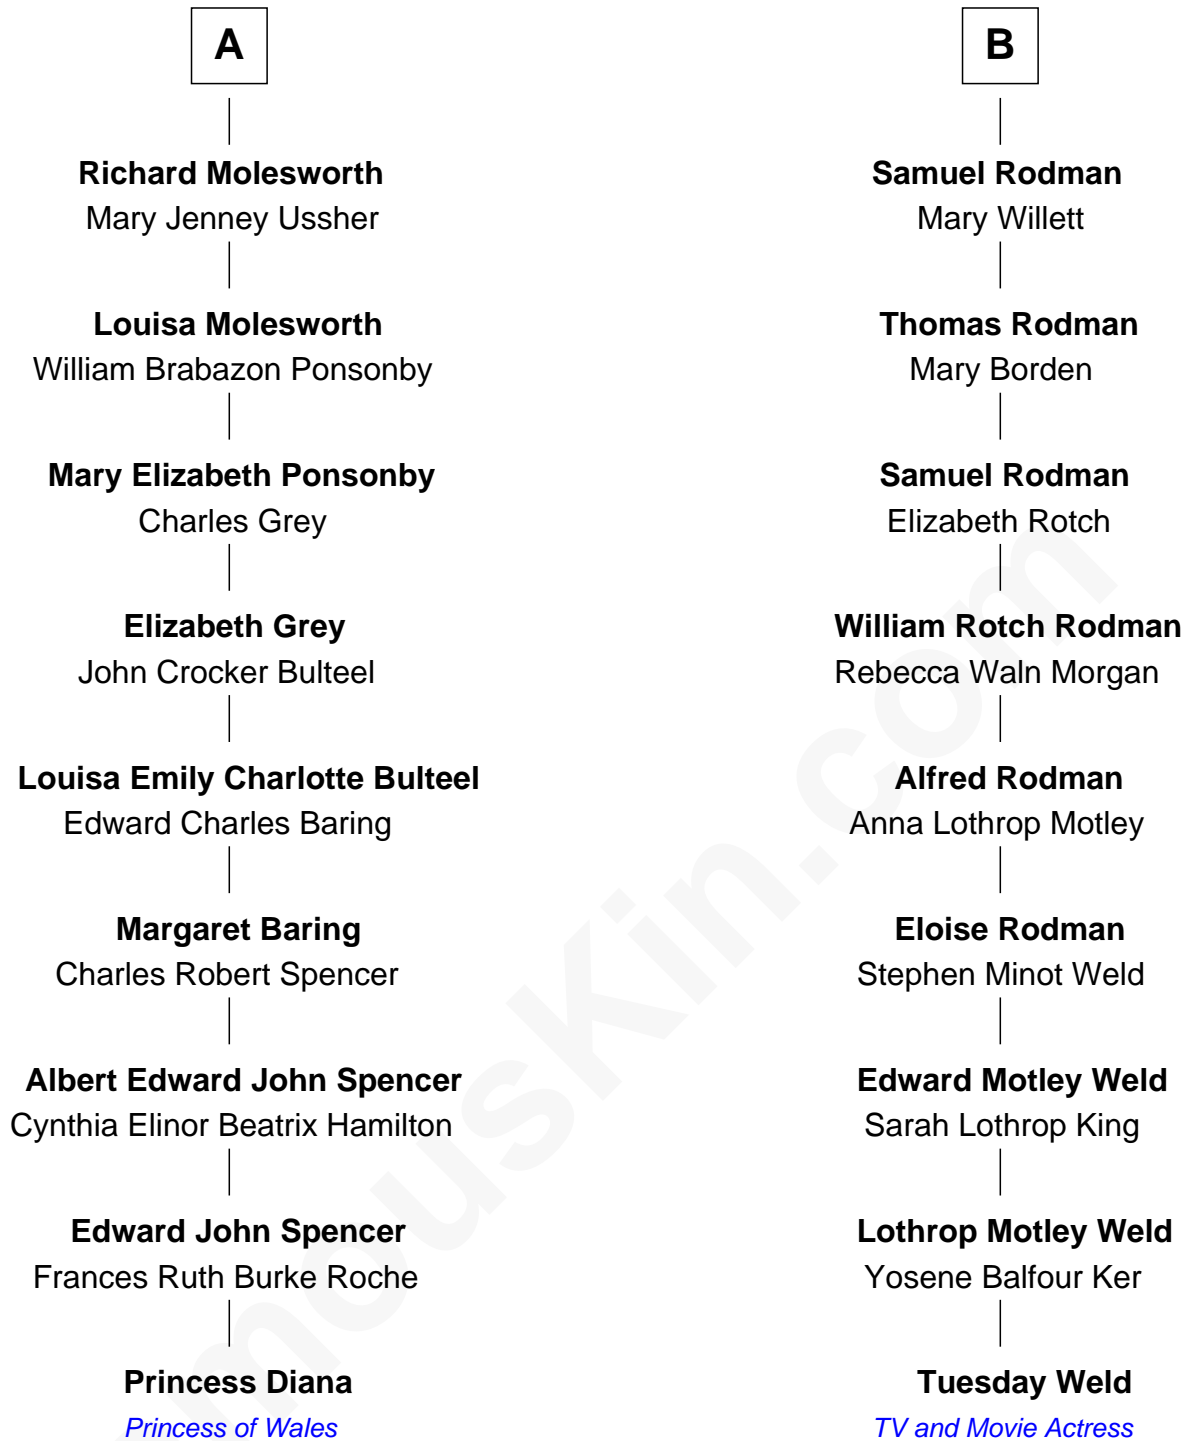 A
Richard Molesworth
Mary Jenney Ussher
Louisa Molesworth
William Brabazon Ponsonby
Mary Elizabeth Ponsonby
Charles Grey
Elizabeth Grey
John Crocker Bulteel
Louisa Emily Charlotte Bulteel
Edward Charles Baring
Margaret Baring
Charles Robert Spencer
Albert Edward John Spencer
Cynthia Elinor Beatrix Hamilton
Edward John Spencer
Frances Ruth Burke Roche
Princess Diana
Princess of Wales
B
Samuel Rodman
Mary Willett
Thomas Rodman
Mary Borden
Samuel Rodman
Elizabeth Rotch
William Rotch Rodman
Rebecca Waln Morgan
Alfred Rodman
Anna Lothrop Motley
Eloise Rodman
Stephen Minot Weld
Edward Motley Weld
Sarah Lothrop King
Lothrop Motley Weld
Yosene Balfour Ker
Tuesday Weld
TV and Movie Actress
mousKin.com